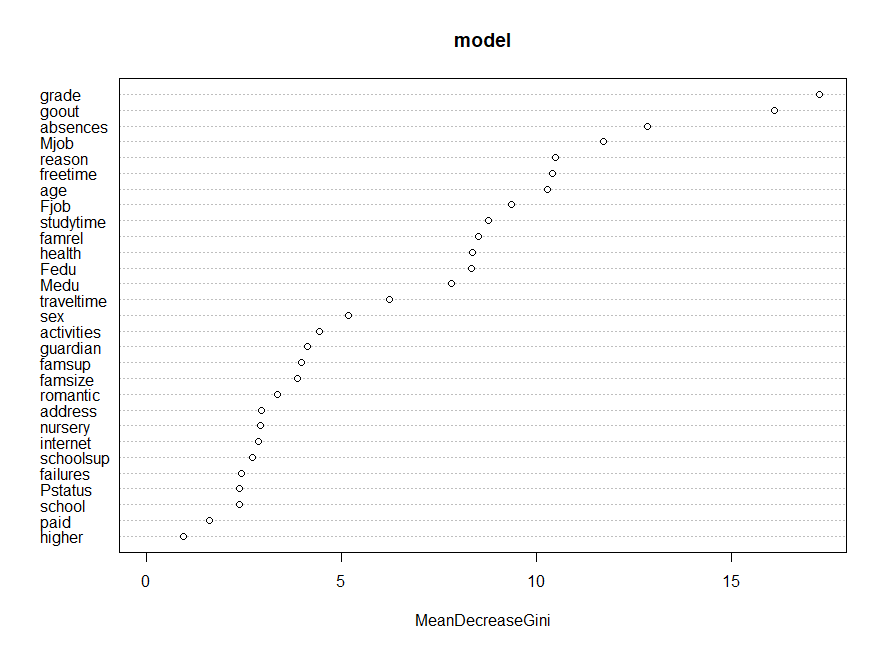 model
grade
goout
absences
Mjob
reason
freetime
age
Fjob
studytime
famrel
health
Fedu
Medu
traveltime
sex
activities
guardian
famsup
famsize
romantic
address
nursery
internet
schoolsup
failures
Pstatus
school
paid
higher
0 5 10 15
MeanDecreaseGini